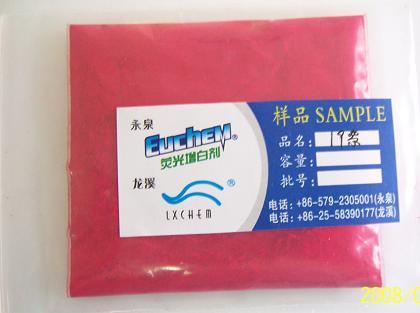 永泉
EUCHEM®
荧光增白剂
龙溪
®
LXCHEM
样品 SAMPLE
品名:
容量:
批号:
电话:+86-579-2305001(永泉)
电话:+86-25-58390177(龙溪)